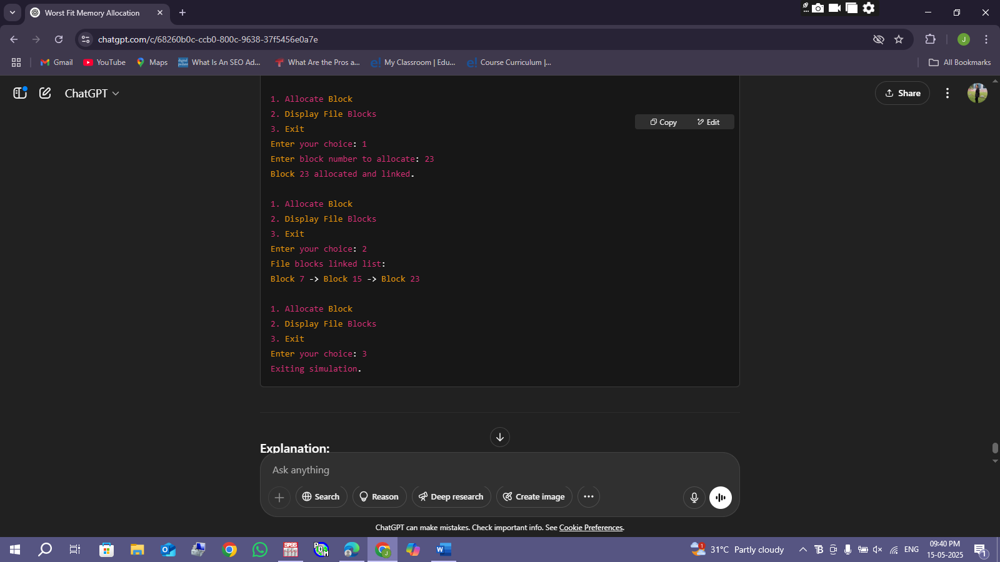 Worst Fit Memory Allocation
chatgpt.com/c/68260b0c-ccb0-800c-9638-37f5456e0a7e
J
Gmail
YouTube
Maps
What Is An SEO Ad...
What Are the Pros a...
My Classroom | Edu...
Course Curriculum |...
All Bookmarks
ChatGPT
Share
1. Allocate Block
2. Display File Blocks
Copy
Edit
3. Exit
Enter your choice: 1
Enter block number to allocate: 23
Block 23 allocated and linked.
1. Allocate Block
2. Display File Blocks
3. Exit
Enter your choice: 2
File blocks linked list:
Block 7 -> Block 15 -> Block 23
1. Allocate Block
2. Display File Blocks
3. Exit
Enter your choice: 3
Exiting simulation.
Explanation:
Ask anything
Search
Reason
Deep research
Create image
ChatGPT can make mistakes. Check important info. See Cookie Preferences.
31°C Partly cloudy
ENG
09:40 PM
15-05-2025
1